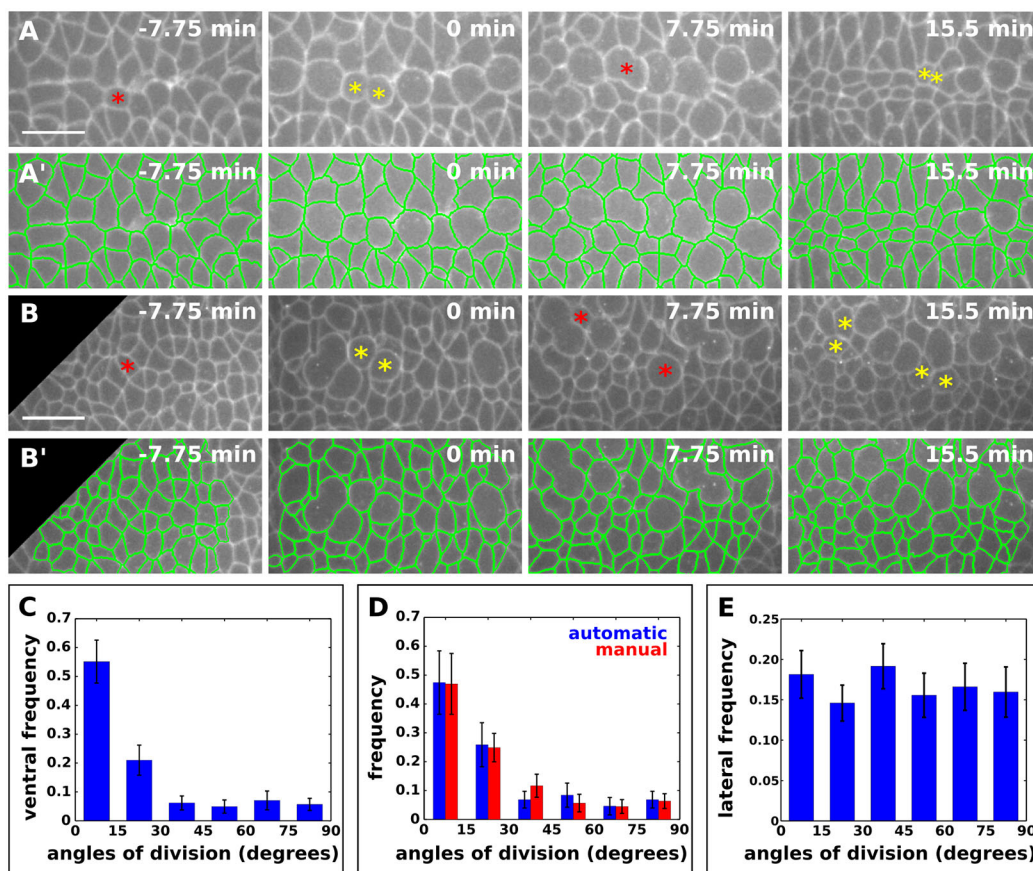 A -7.75 min 0 min 7.75 min 15.5 min
A' -7.75 min 0 min 7.75 min 15.5 min
B -7.75 min 0 min 7.75 min 15.5 min
B' -7.75 min 0 min 7.75 min 15.5 min
C
0.7
0.6
0.5
0.4
0.3
0.2
0.1
0
ventral frequency
0 15 30 45 60 75 90
angles of division (degrees)
D
automatic
manual
0.7
0.6
0.5
0.4
0.3
0.2
0.1
0
frequency
0 15 30 45 60 75 90
angles of division (degrees)
E
0.25
0.20
0.15
0.10
0.05
0.00
lateral frequency
0 15 30 45 60 75 90
angles of division (degrees)